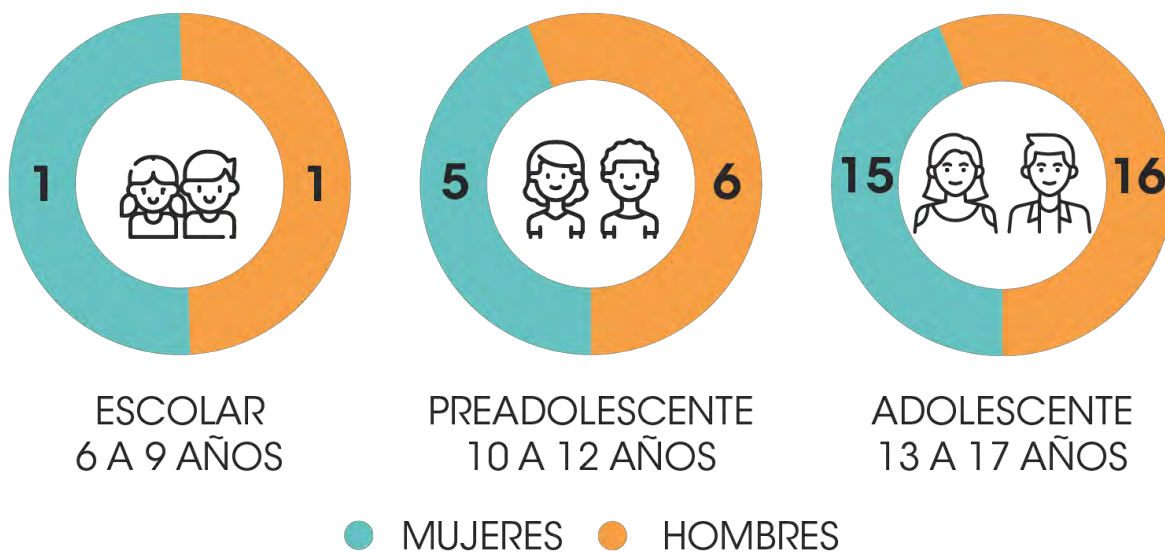 1
1
5
6
15
16
ESCOLAR
6 A 9 AÑOS
PREADOLESCENTE
10 A 12 AÑOS
ADOLESCENTE
13 A 17 AÑOS
MUJERES
HOMBRES